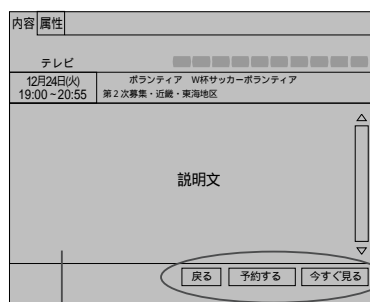 内容 属性
テレビ
12月24日(火) ボランティア W杯サッカーボランティア
19:00~20:55 第2次募集・近畿・東海地区
説明文
戻る 予約する 今すぐ見る